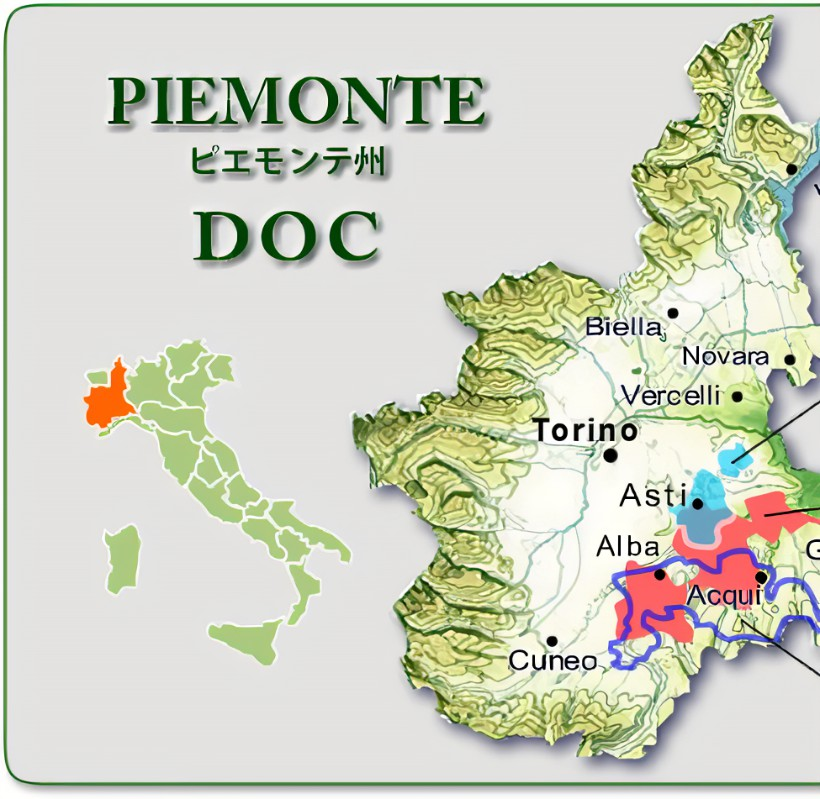 PIEMONTE
ピエモンテ州
DOC
Biella
Novara
Vercelli
Torino
Asti
Alba
Acqui
Cuneo